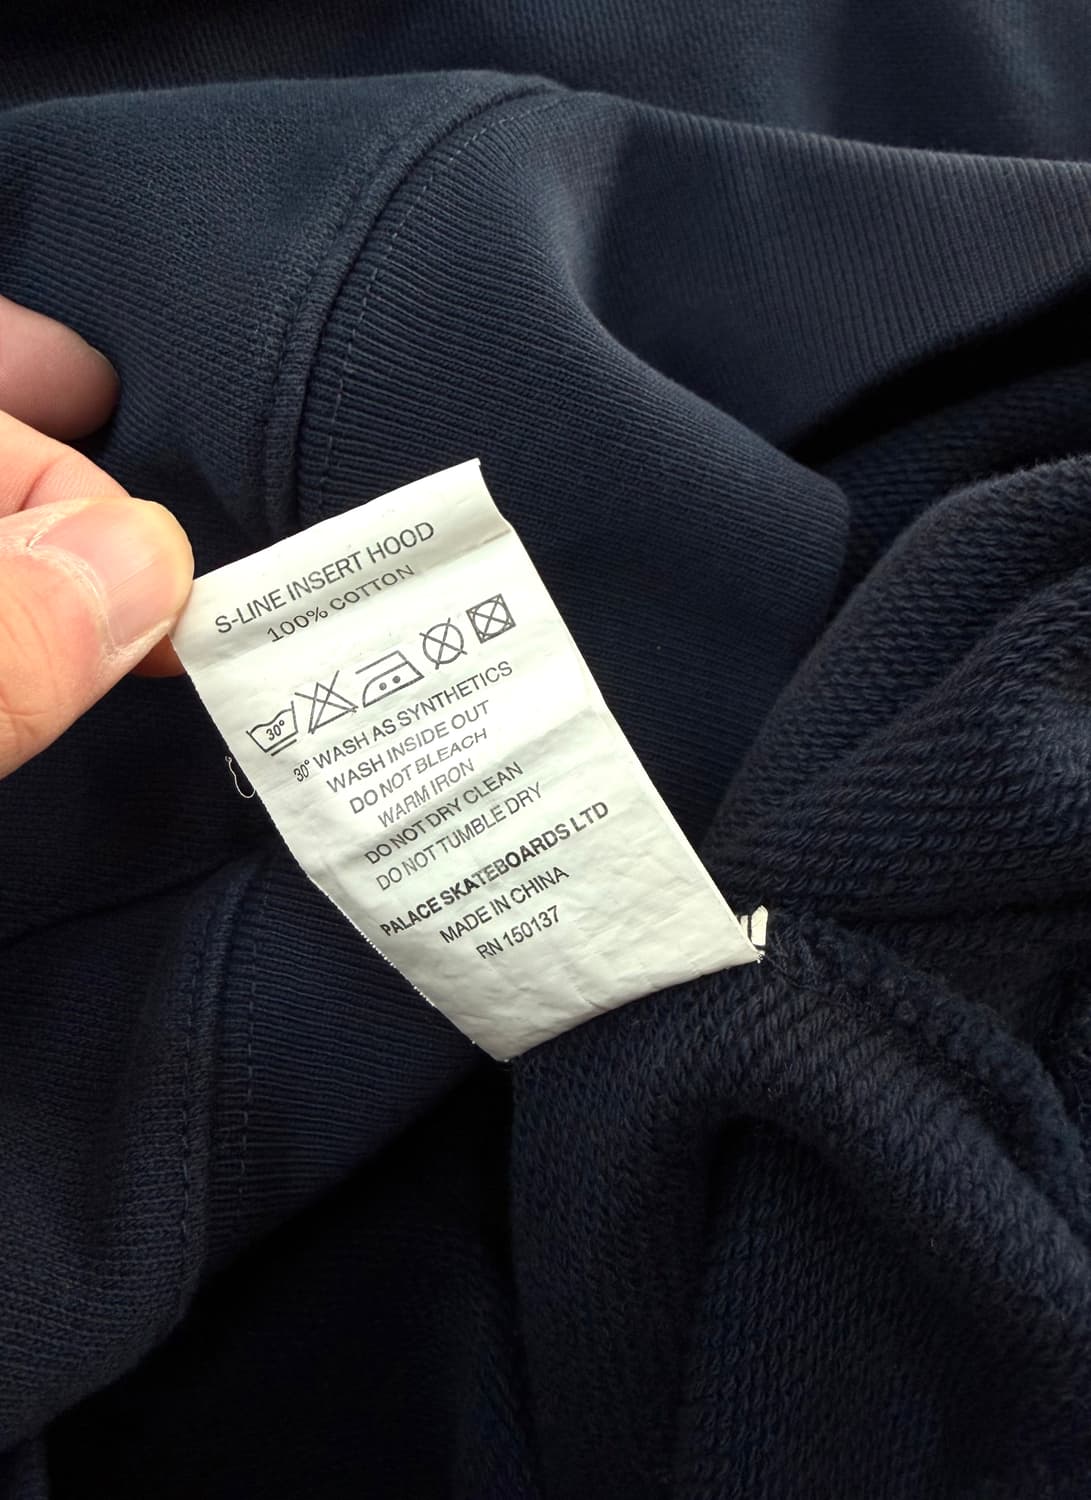 S-LINE INSERT HOOD
100% COTTON
30°
30° WASH AS SYNTHETICS
WASH INSIDE OUT
DO NOT BLEACH
WARM IRON
DO NOT DRY CLEAN
DO NOT TUMBLE DRY
PALACE SKATEBOARDS LTD
MADE IN CHINA
RN 150137